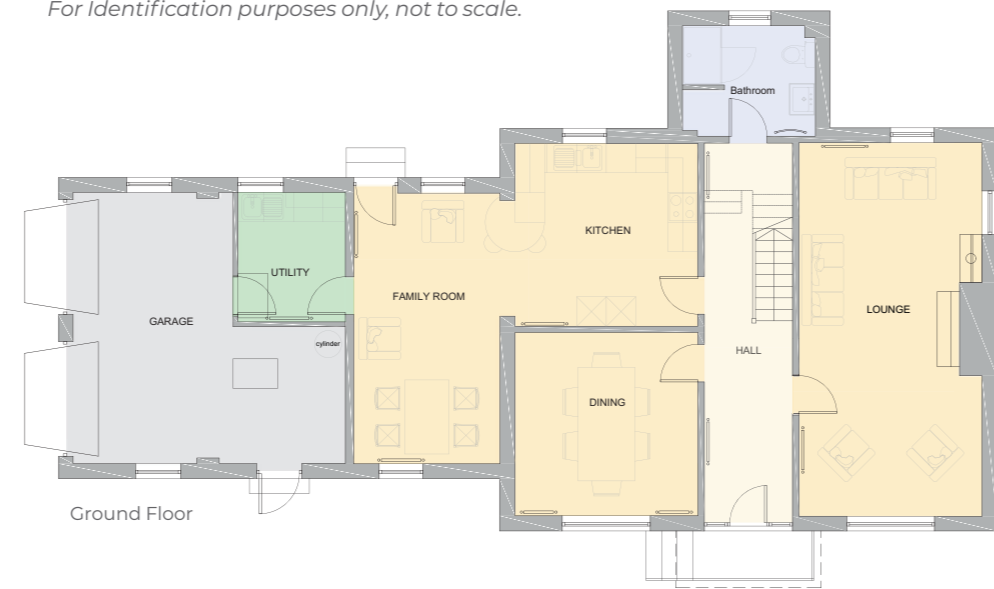 For Identification purposes only, not to scale.
Bathroom
KITCHEN
UTILITY
FAMILY ROOM
LOUNGE
GARAGE
cylinder
HALL
DINING
Ground Floor